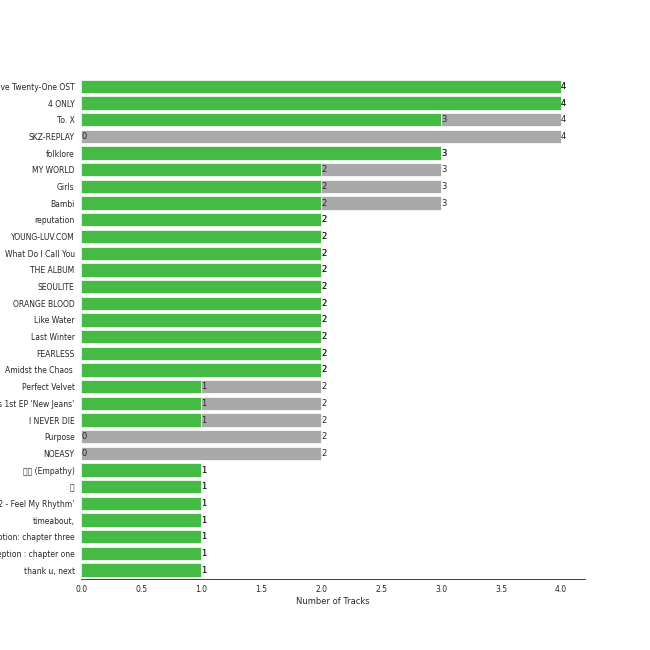 ve Twenty-One OST 4
4 ONLY 4
To. X 3 4
SKZ-REPLAY 0 4
folklore 3
MY WORLD 2 3
Girls 2 3
Bambi 2 3
reputation 2
YOUNG-LUV.COM 2
What Do I Call You 2
THE ALBUM 2
SEOULITE 2
ORANGE BLOOD 2
Like Water 2
Last Winter 2
FEARLESS 2
Amidst the Chaos 2
Perfect Velvet 1 2
s 1st EP 'New Jeans' 1 2
I NEVER DIE 1 2
Purpose 0 2
NOEASY 0 2
(Empathy) 1
1
2 - Feel My Rhythm' 1
timeabout, 1
ption: chapter three 1
eption : chapter one 1
thank u, next 1
0.0 0.5 1.0 1.5 2.0 2.5 3.0 3.5 4.0
Number of Tracks